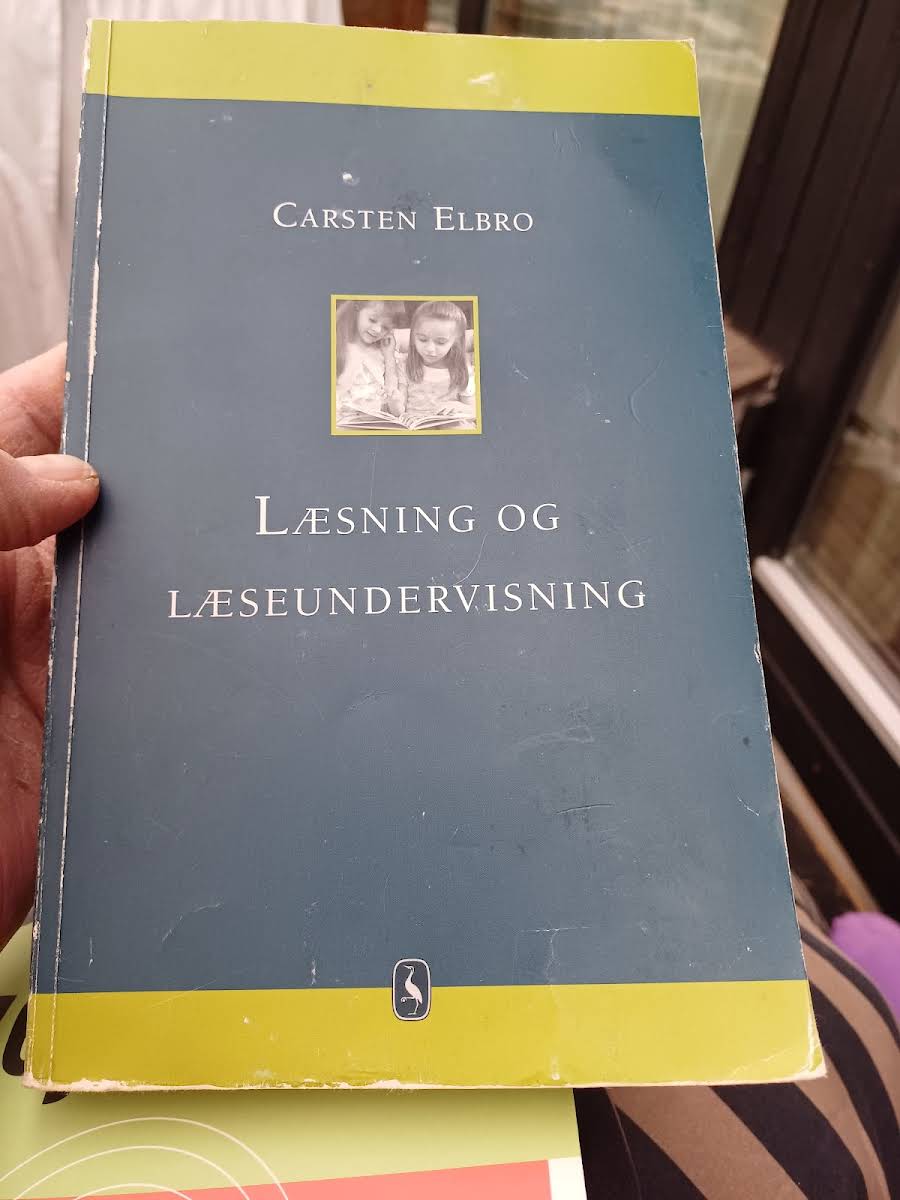 CARSTEN ELBRO
LÆSNING OG
LÆSEUNDERVISNING